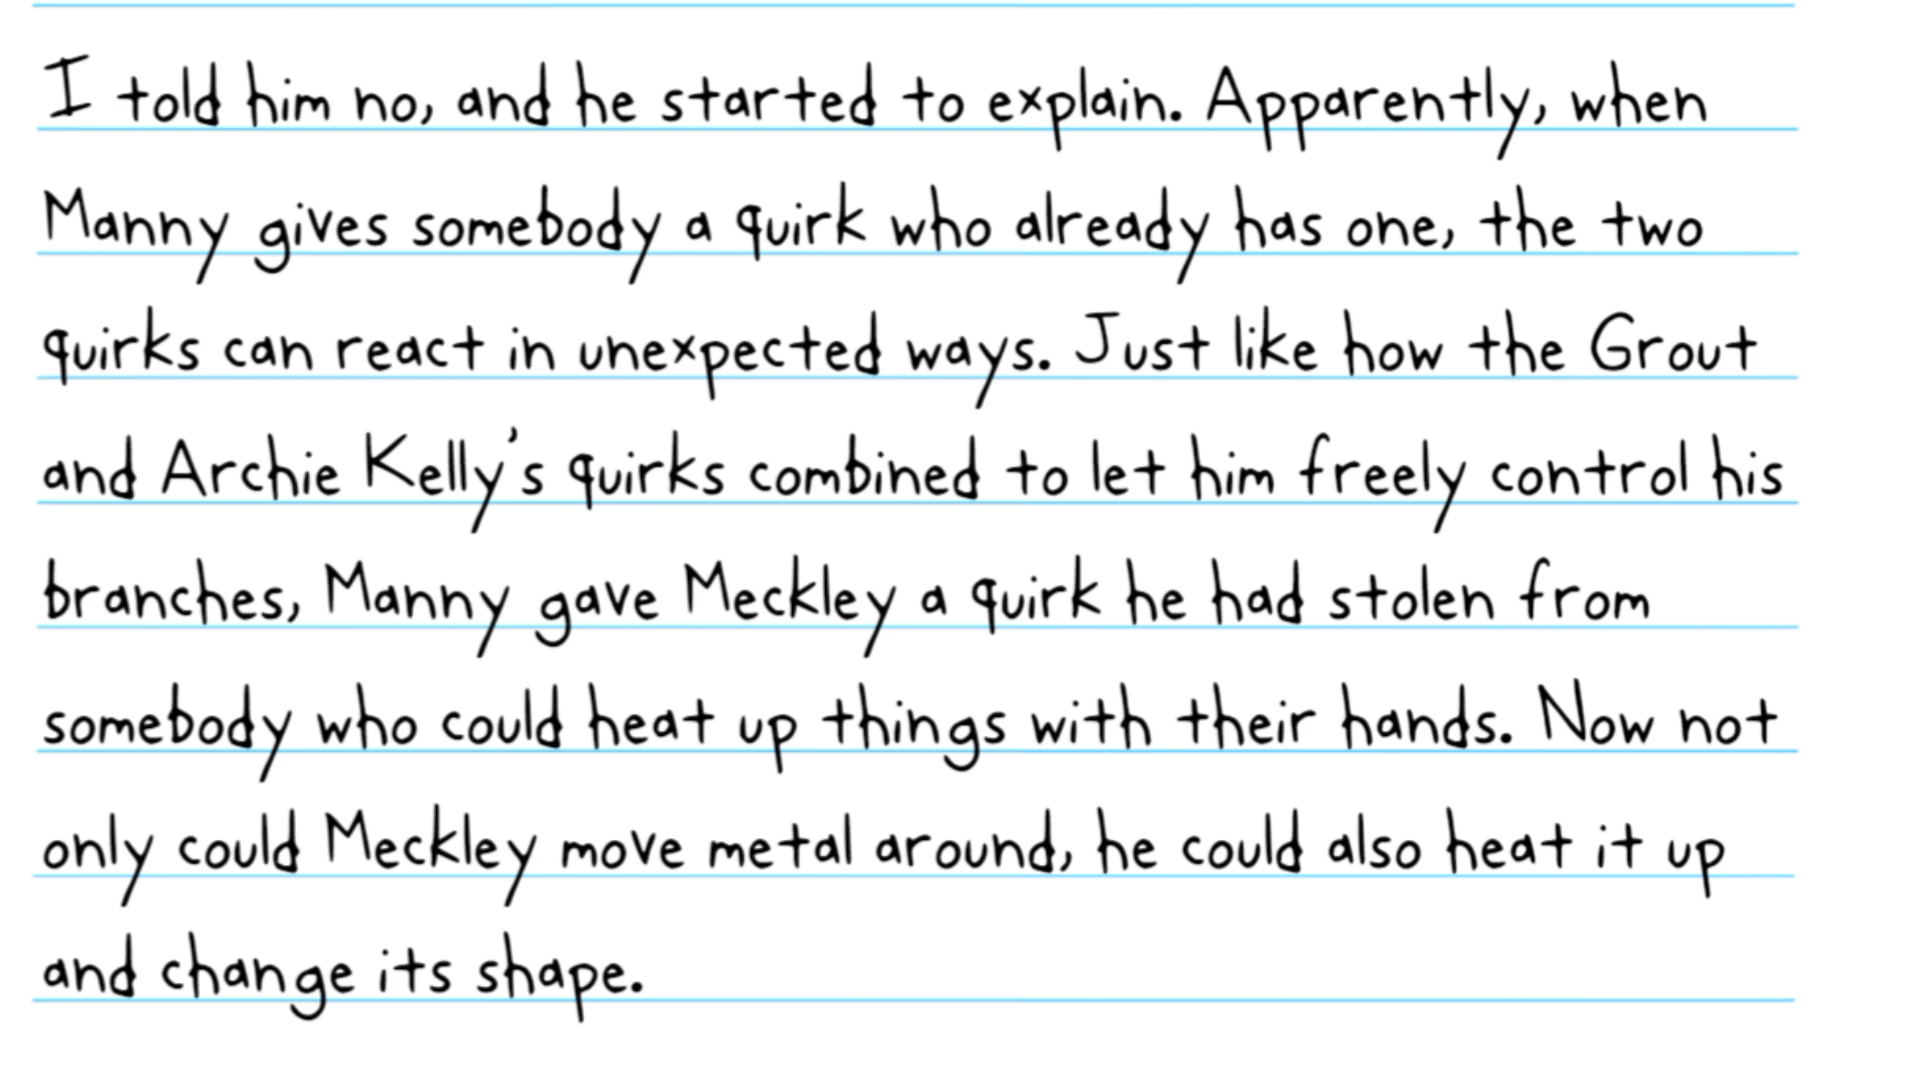 I told him no, and he started to explain. Apparently, when
Manny gives somebody a quirk who already has one, the two
quirks can react in unexpected ways. Just like how the Grout
and Archie Kelly's quirks combined to let him freely control his
branches, Manny gave Meckley a quirk he had stolen from
somebody who could heat up things with their hands. Now not
only could Meckley move metal around, he could also heat it up
and change its shape.